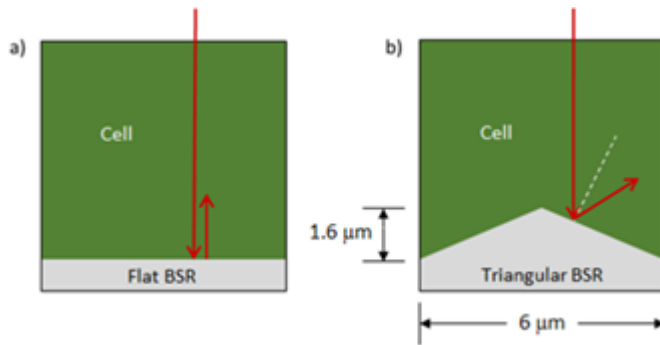 a)
Cell
Flat BSR
b)
Cell
1.6 μm
Triangular BSR
6 μm